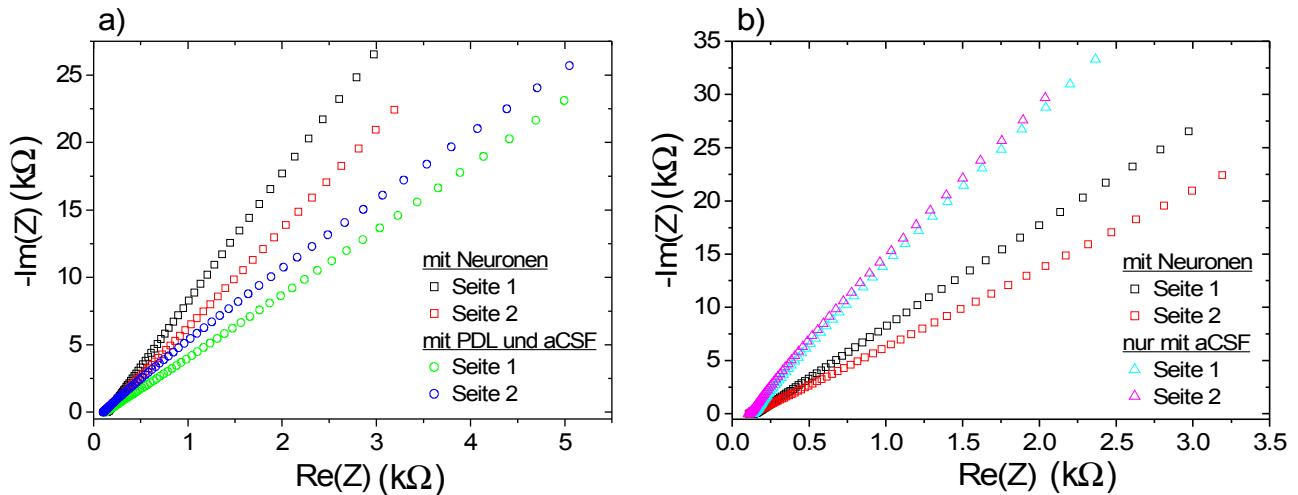 a)
-Im(Z) (kΩ)
25
20
15
10
5
0
0
1
2
3
4
5
Re(Z) (kΩ)
mit Neuronen
Seite 1
Seite 2
mit PDL und aCSF
Seite 1
Seite 2
b)
-Im(Z) (kΩ)
35
30
25
20
15
10
5
0
0.0
0.5
1.0
1.5
2.0
2.5
3.0
3.5
Re(Z) (kΩ)
mit Neuronen
Seite 1
Seite 2
nur mit aCSF
Seite 1
Seite 2